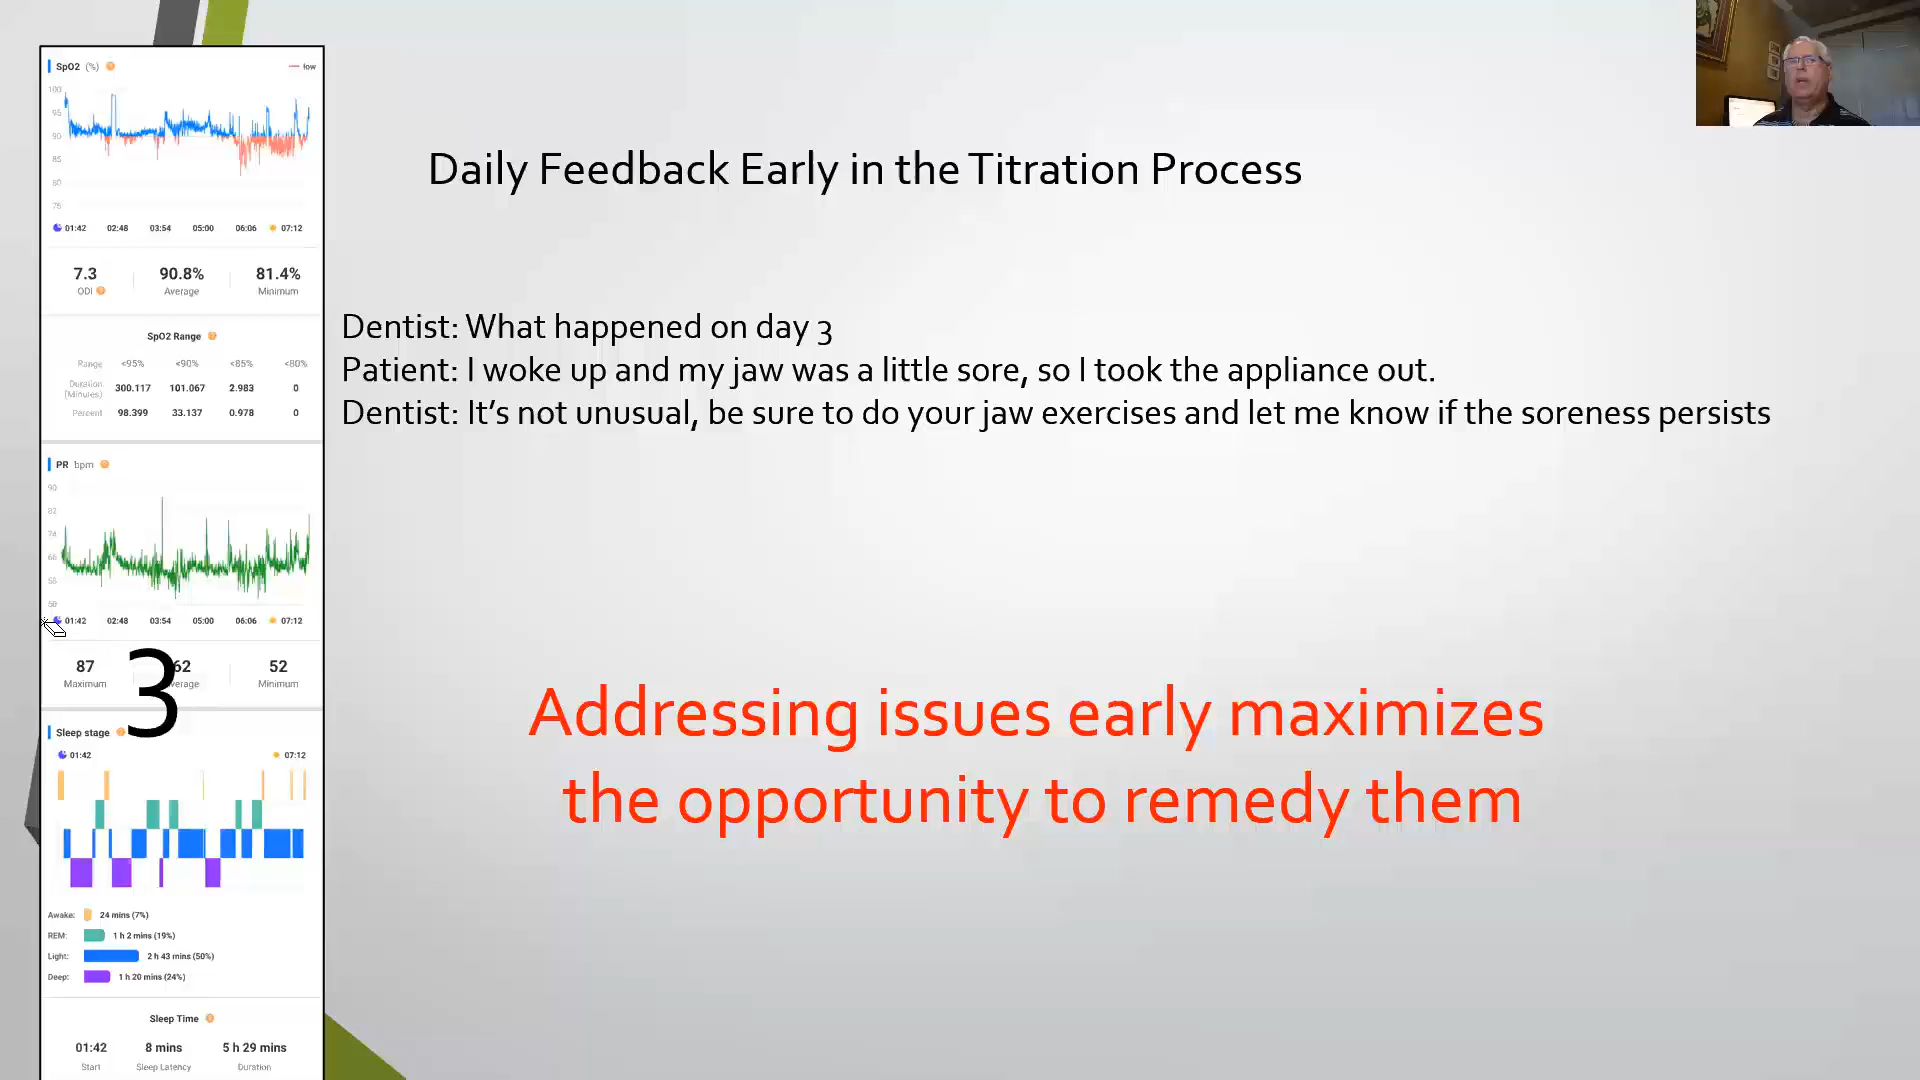 SpO2 (%)
low
100
95
90
85
80
75
01:42 02:48 03:54 05:00 06:06 07:12
7.3 90.8% 81.4%
ODI Average Minimum
SpO2 Range
Range <95% <90% <85% <80%
Duration (Minutes) 300.117 101.067 2.983 0
Percent 98.399 33.137 0.978 0
PR bpm
90
82
74
66
58
50
01:42 02:48 03:54 05:00 06:06 07:12
87 62 52
Maximum verage Minimum
3
Sleep stage
01:42 07:12
Awake: 24 mins (7%)
REM: 1 h 2 mins (19%)
Light: 2 h 43 mins (50%)
Deep: 1 h 20 mins (24%)
Sleep Time
01:42 8 mins 5 h 29 mins
Start Sleep Latency Duration
Daily Feedback Early in the Titration Process
Dentist: What happened on day 3
Patient: I woke up and my jaw was a little sore, so I took the appliance out.
Dentist: It’s not unusual, be sure to do your jaw exercises and let me know if the soreness persists
Addressing issues early maximizes
the opportunity to remedy them